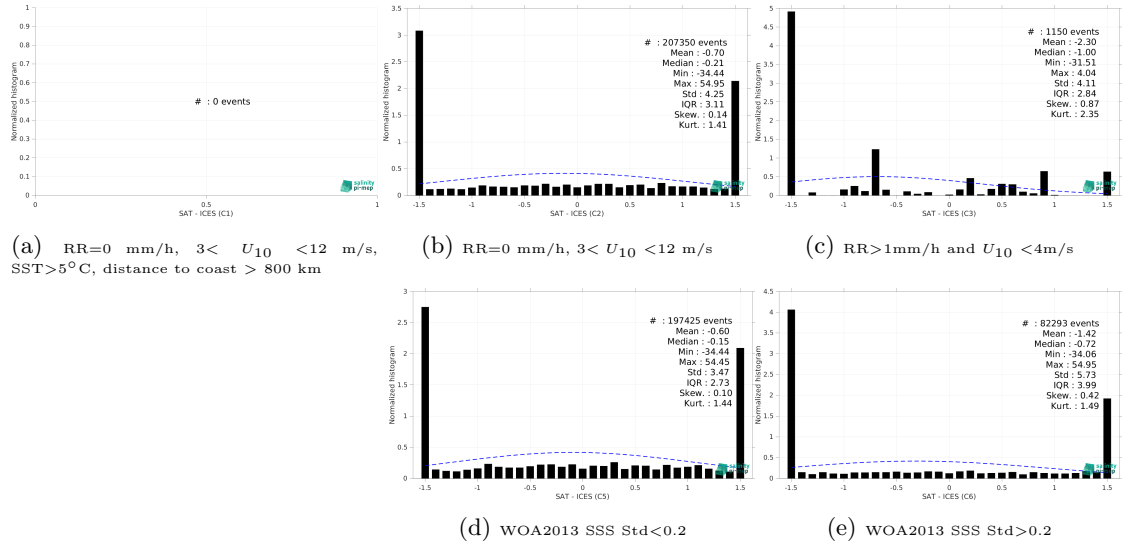 1
0.9
0.8
0.7
0.6
0.5
0.4
0.3
0.2
0.1
0
Normalized histogram
# : 0 events
salinity
pi-mep
0
0.5
1
SAT - ICES (C1)
(a) RR=0 mm/h, 3< U10 <12 m/s,
SST>5°C, distance to coast > 800 km
3.5
3
2.5
2
1.5
1
0.5
0
Normalized histogram
# : 207350 events
Mean : -0.70
Median : -0.21
Min : -34.44
Max : 54.95
Std : 4.25
IQR : 3.11
Skew. : 0.14
Kurt. : 1.41
salinity
pi-mep
-1.5
-1
-0.5
0
0.5
1
1.5
SAT - ICES (C2)
(b) RR=0 mm/h, 3< U10 <12 m/s
5
4.5
4
3.5
3
2.5
2
1.5
1
0.5
0
Normalized histogram
# : 1150 events
Mean : -2.30
Median : -1.00
Min : -31.51
Max : 4.04
Std : 4.11
IQR : 2.84
Skew. : 0.87
Kurt. : 2.35
salinity
pi-mep
-1.5
-1
-0.5
0
0.5
1
1.5
SAT - ICES (C3)
(c) RR>1mm/h and U10 <4m/s
3
2.5
2
1.5
1
0.5
0
Normalized histogram
# : 197425 events
Mean : -0.60
Median : -0.15
Min : -34.44
Max : 54.45
Std : 3.47
IQR : 2.73
Skew. : 0.10
Kurt. : 1.44
salinity
pi-mep
-1.5
-1
-0.5
0
0.5
1
1.5
SAT - ICES (C5)
(d) WOA2013 SSS Std<0.2
4.5
4
3.5
3
2.5
2
1.5
1
0.5
0
Normalized histogram
# : 82293 events
Mean : -1.42
Median : -0.72
Min : -34.06
Max : 54.95
Std : 5.73
IQR : 3.99
Skew. : 0.42
Kurt. : 1.49
salinity
pi-mep
-1.5
-1
-0.5
0
0.5
1
1.5
SAT - ICES (C6)
(e) WOA2013 SSS Std>0.2